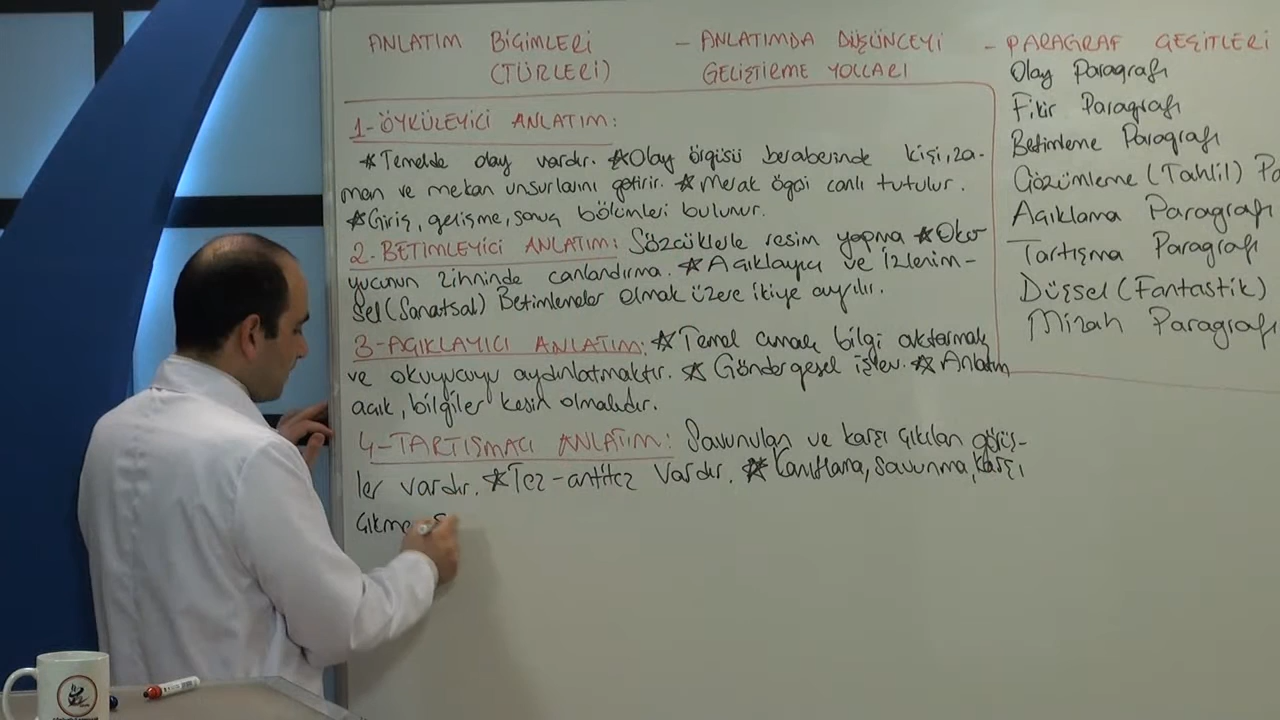 ANLATIM BİÇİMLERİ
(TÜRLERİ)
- ANLATIMDA DÜŞÜNCEYİ
GELİŞTİRME YOLLARI
- PARAGRAF ÇEŞİTLERİ
Olay Paragrafı
Fikir Paragrafı
Betimleme Paragrafı
Çözümleme (Tahlil) Pa
Açıklama Paragrafı
Tartışma Paragrafı
Düşsel (Fantastik)
Mizah Paragrafı
1-ÖYKÜLEYİCİ ANLATIM:
★Temelde olay vardır. ★Olay örgüsü beraberinde kişi, za-
man ve mekan unsurlarını getirir. ★Merak ögesi canlı tutulur.
★Giriş, gelişme, sonuç bölümleri bulunur.
2. BETİMLEYİCİ ANLATIM: Sözcüklerle resim yapma ★Oku
yucunun zihninde canlandırma. ★Açıklayıcı ve İzlenim-
sel (Sanatsal) Betimlemeler olmak üzere ikiye ayrılır.
3-AÇIKLAYICI ANLATIM: ★Temel amaç bilgi aktarmak
ve okuyucuyu aydınlatmaktır. ★Göndergesel işlev. ★Anlatım
açık, bilgiler kesin olmalıdır.
4-TARTIŞMACI ANLATIM: Savunulan ve karşı çıkılan görüş-
ler vardır. ★Tez-antitez vardır. ★Kanıtlama, savunma, karşı
çıkma